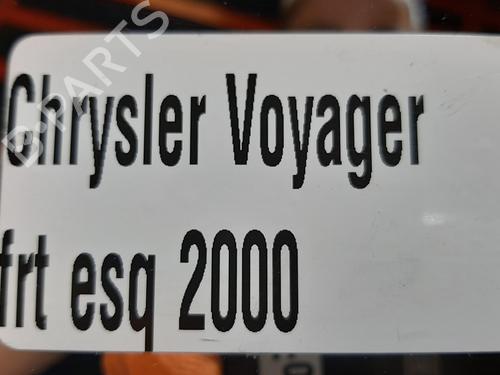 Chrysler Voyager
frt esq 2000
B-PARTS